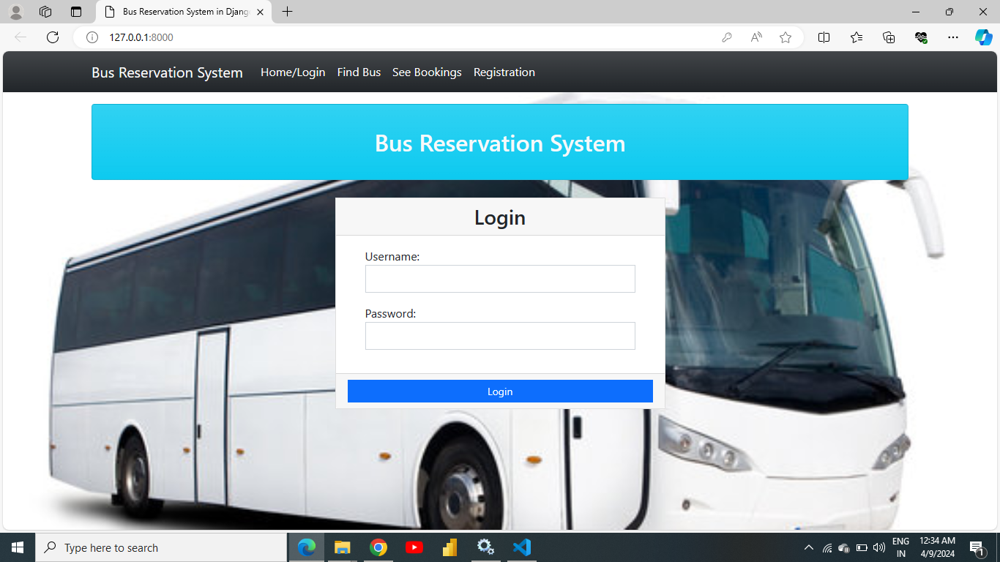 Bus Reservation System in Djang
127.0.0.1:8000
Bus Reservation System Home/Login Find Bus See Bookings Registration
Bus Reservation System
Login
Username:
Password:
Login
Type here to search
ENG
IN
12:34 AM
4/9/2024
1